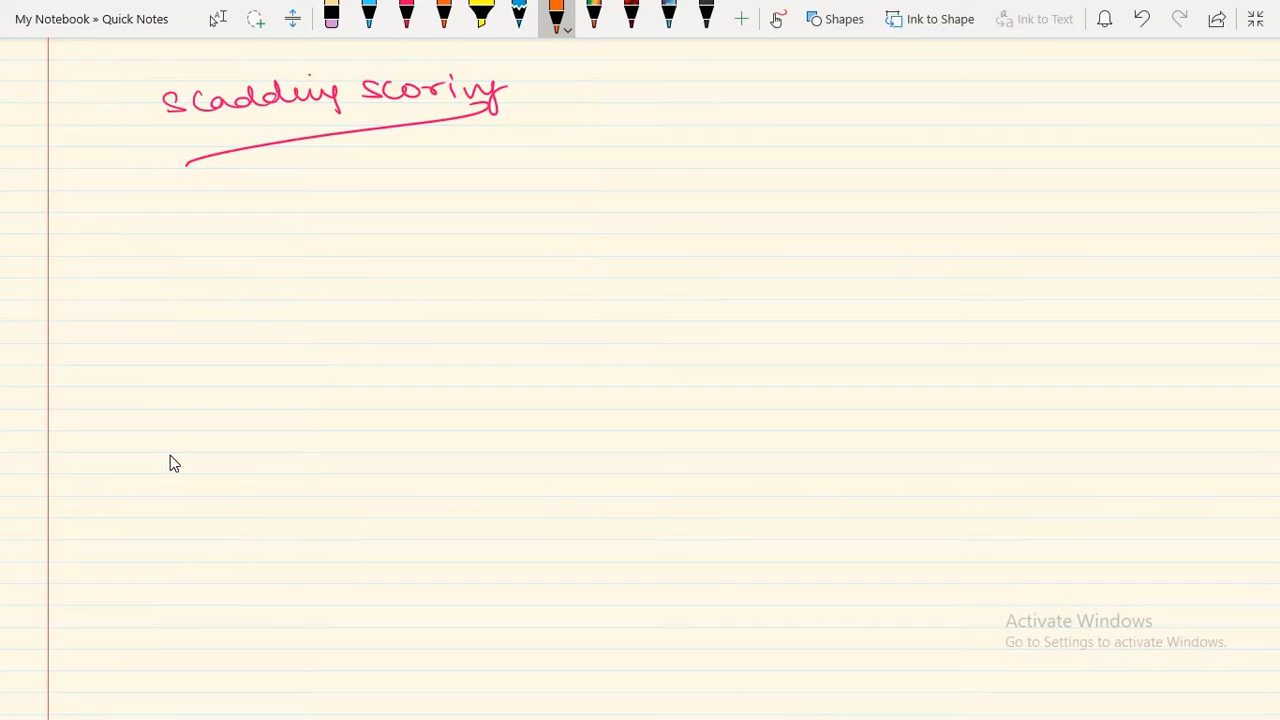 My Notebook » Quick Notes
Shapes
Ink to Shape
Ink to Text
scadding scoring
Activate Windows
Go to Settings to activate Windows.